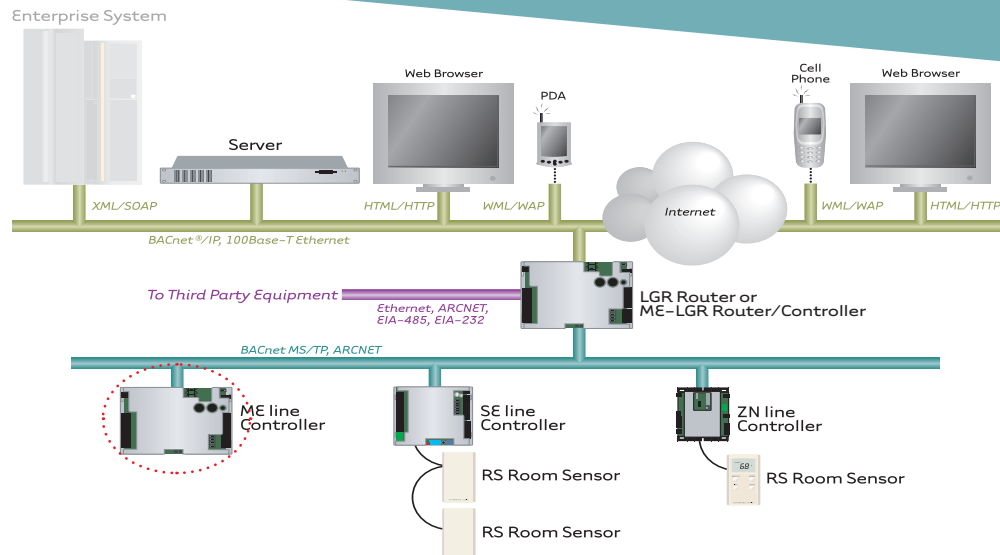 Enterprise System
Web Browser
Cell
Phone
Web Browser
PDA
Server
Internet
XML/SOAP
HTML/HTTP
WML/WAP
WML/WAP
HTML/HTTP
BACnet®/IP, 100Base-T Ethernet
To Third Party Equipment
LGR Router or
ME-LGR Router/Controller
Ethernet, ARCNET,
EIA-485, EIA-232
BACnet MS/TP, ARCNET
ME line
Controller
SE line
Controller
ZN line
Controller
68
RS Room Sensor
RS Room Sensor
RS Room Sensor